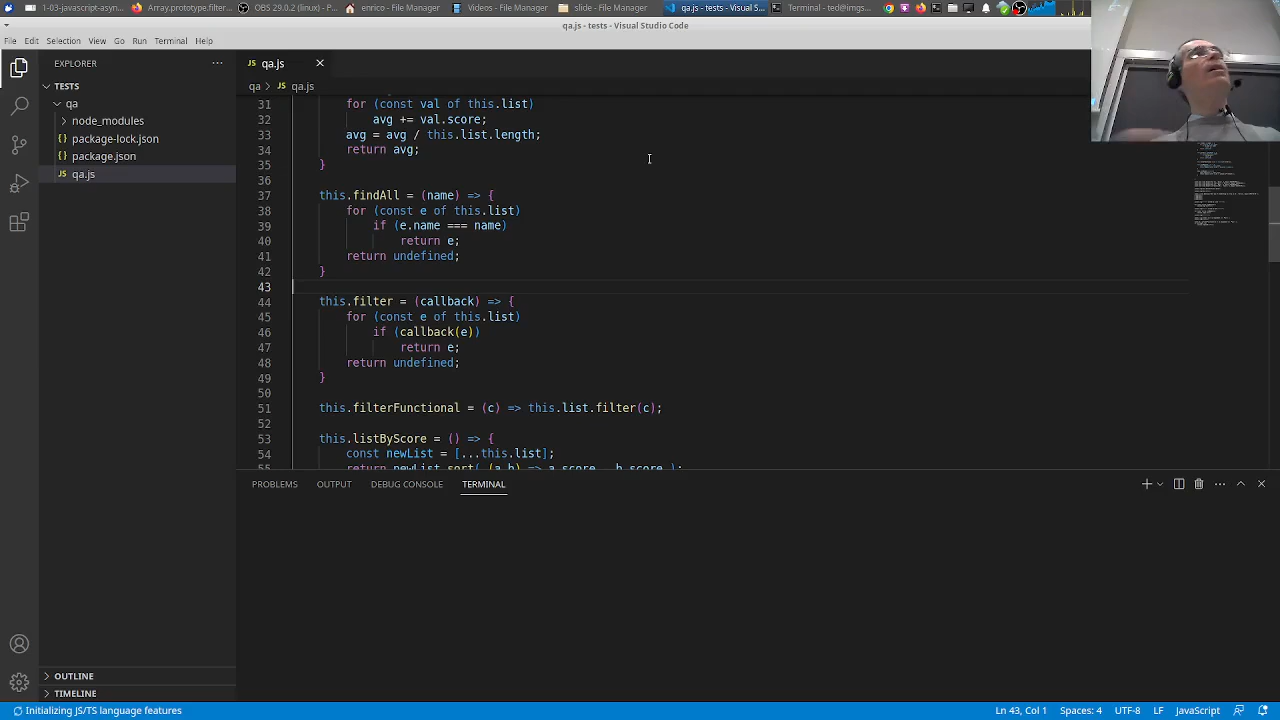 1-03-javascript-asyn...
Array.prototype.filter...
OBS 29.0.2 (linux) - P...
enrico - File Manager
Videos - File Manager
slide - File Manager
qa.js - tests - Visual S...
Terminal - ted@imgs...
qa.js - tests - Visual Studio Code
File Edit Selection View Go Run Terminal Help
EXPLORER
TESTS
qa
node_modules
package-lock.json
package.json
qa.js
OUTLINE
TIMELINE
qa.js
qa > qa.js
31 for (const val of this.list)
32 avg += val.score;
33 avg = avg / this.list.length;
34 return avg;
35 }
36
37 this.findAll = (name) => {
38 for (const e of this.list)
39 if (e.name === name)
40 return e;
41 return undefined;
42 }
43
44 this.filter = (callback) => {
45 for (const e of this.list)
46 if (callback(e))
47 return e;
48 return undefined;
49 }
50
51 this.filterFunctional = (c) => this.list.filter(c);
52
53 this.listByScore = () => {
54 const newList = [...this.list];
55 return newList.sort( (a,b) => a.score - b.score );
PROBLEMS OUTPUT DEBUG CONSOLE TERMINAL
Initializing JS/TS language features
Ln 43, Col 1 Spaces: 4 UTF-8 LF JavaScript